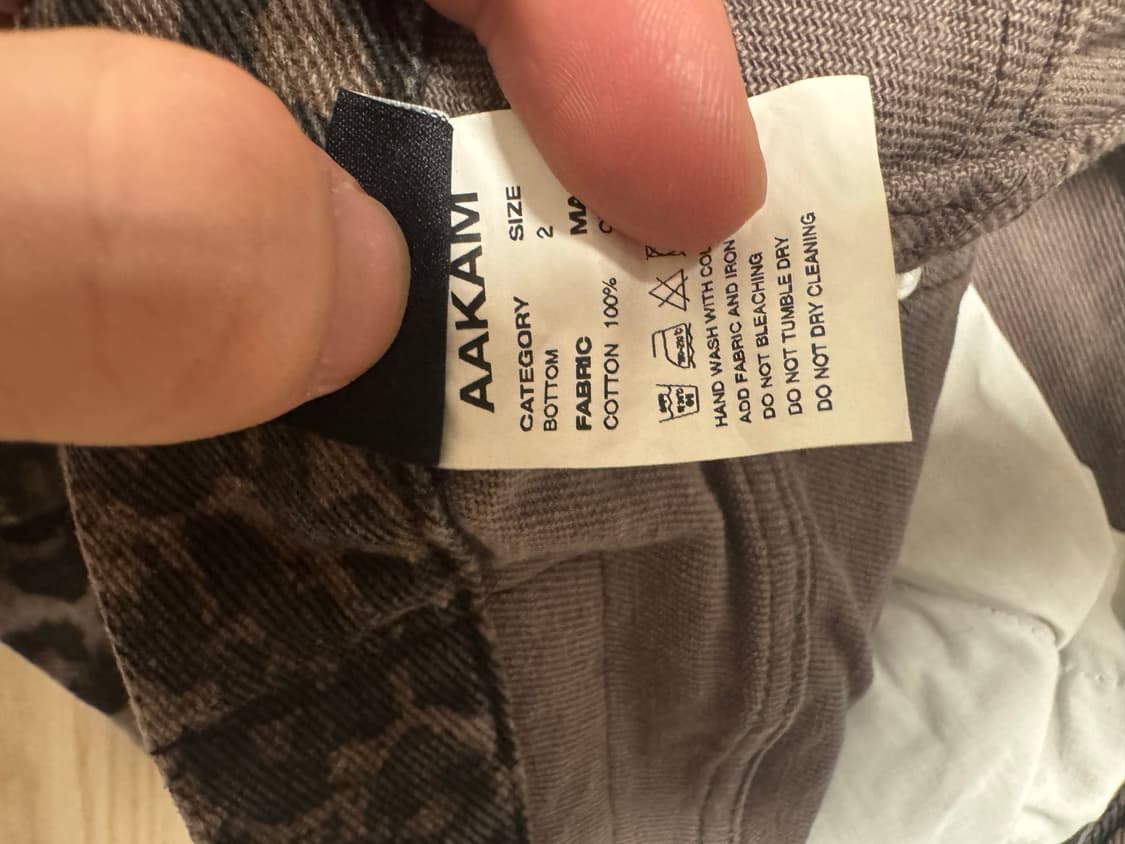 AAKAM
CATEGORY SIZE
BOTTOM 2
FABRIC
COTTON 100%
HAND WASH WITH
ADD FABRIC AND IRON
DO NOT BLEACHING
DO NOT TUMBLE DRY
DO NOT DRY CLEANING